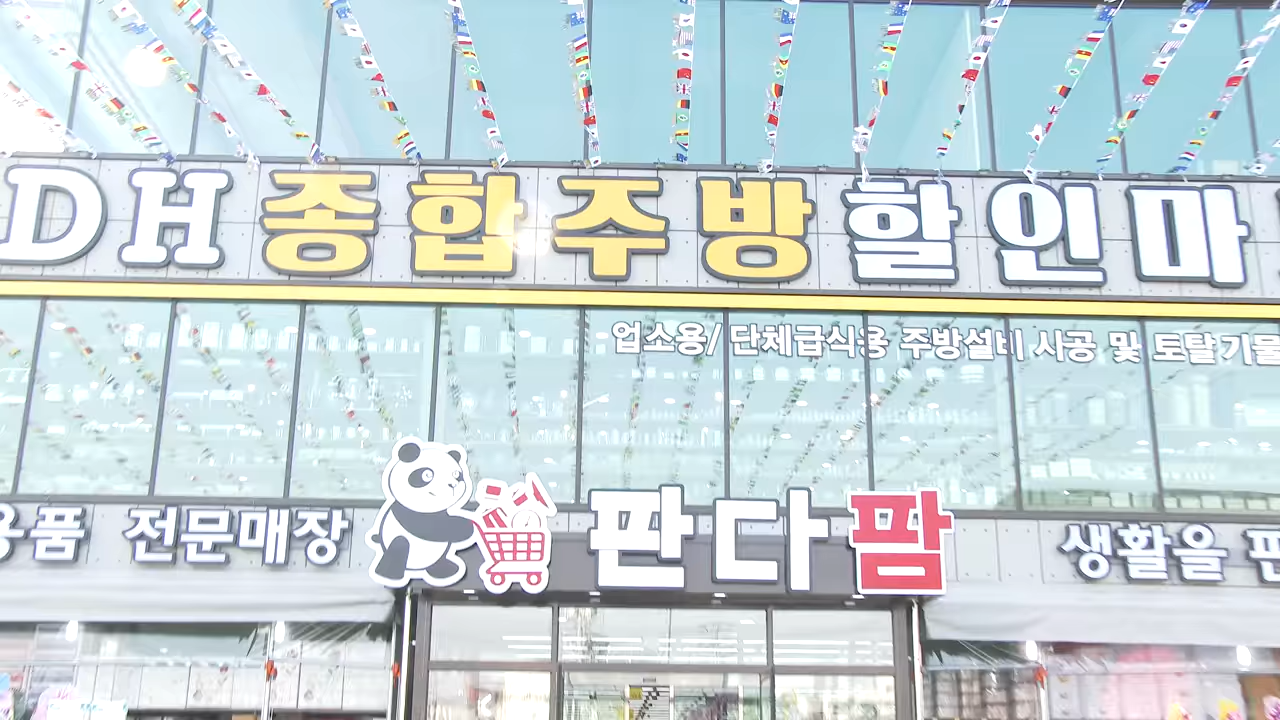 DH종합주방할인마
업소용/ 단체급식용 주방설비 시공 및 토탈기물
용품 전문매장
판다팜
생활을 편